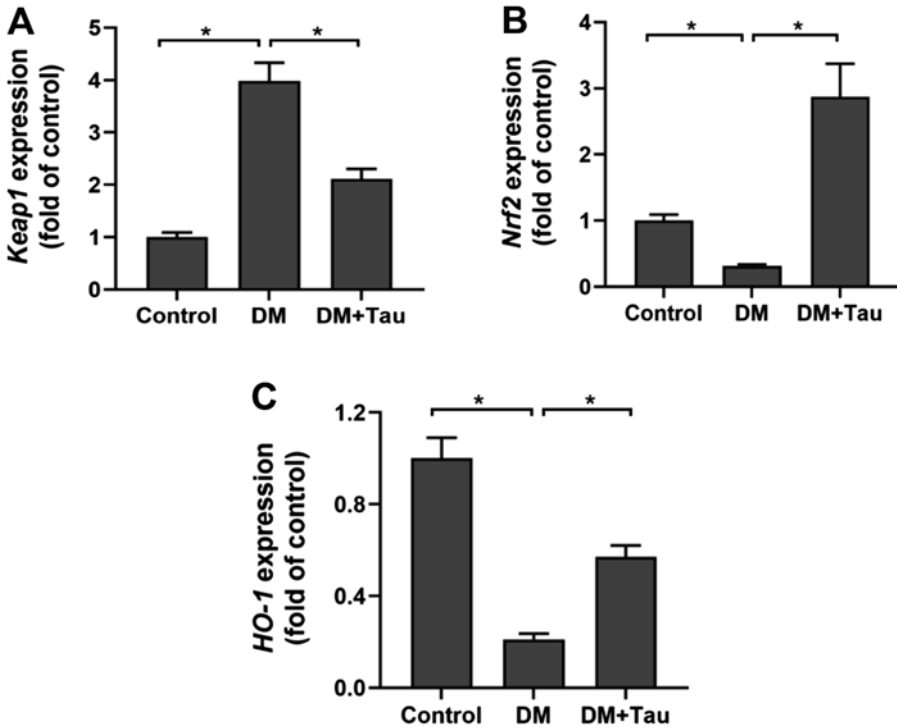 A
Keap1 expression
(fold of control)
5
4
3
2
1
0
*
*
Control
DM
DM+Tau
B
Nrf2 expression
(fold of control)
4
3
2
1
0
*
*
Control
DM
DM+Tau
C
HO-1 expression
(fold of control)
1.2
0.8
0.4
0.0
*
*
Control
DM
DM+Tau